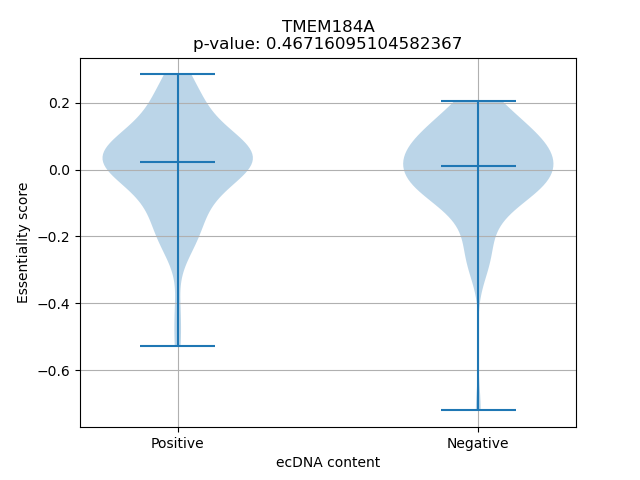 TMEM184A
p-value: 0.46716095104582367
0.2
0.0
−0.2
−0.4
−0.6
Essentiality score
Positive
Negative
ecDNA content